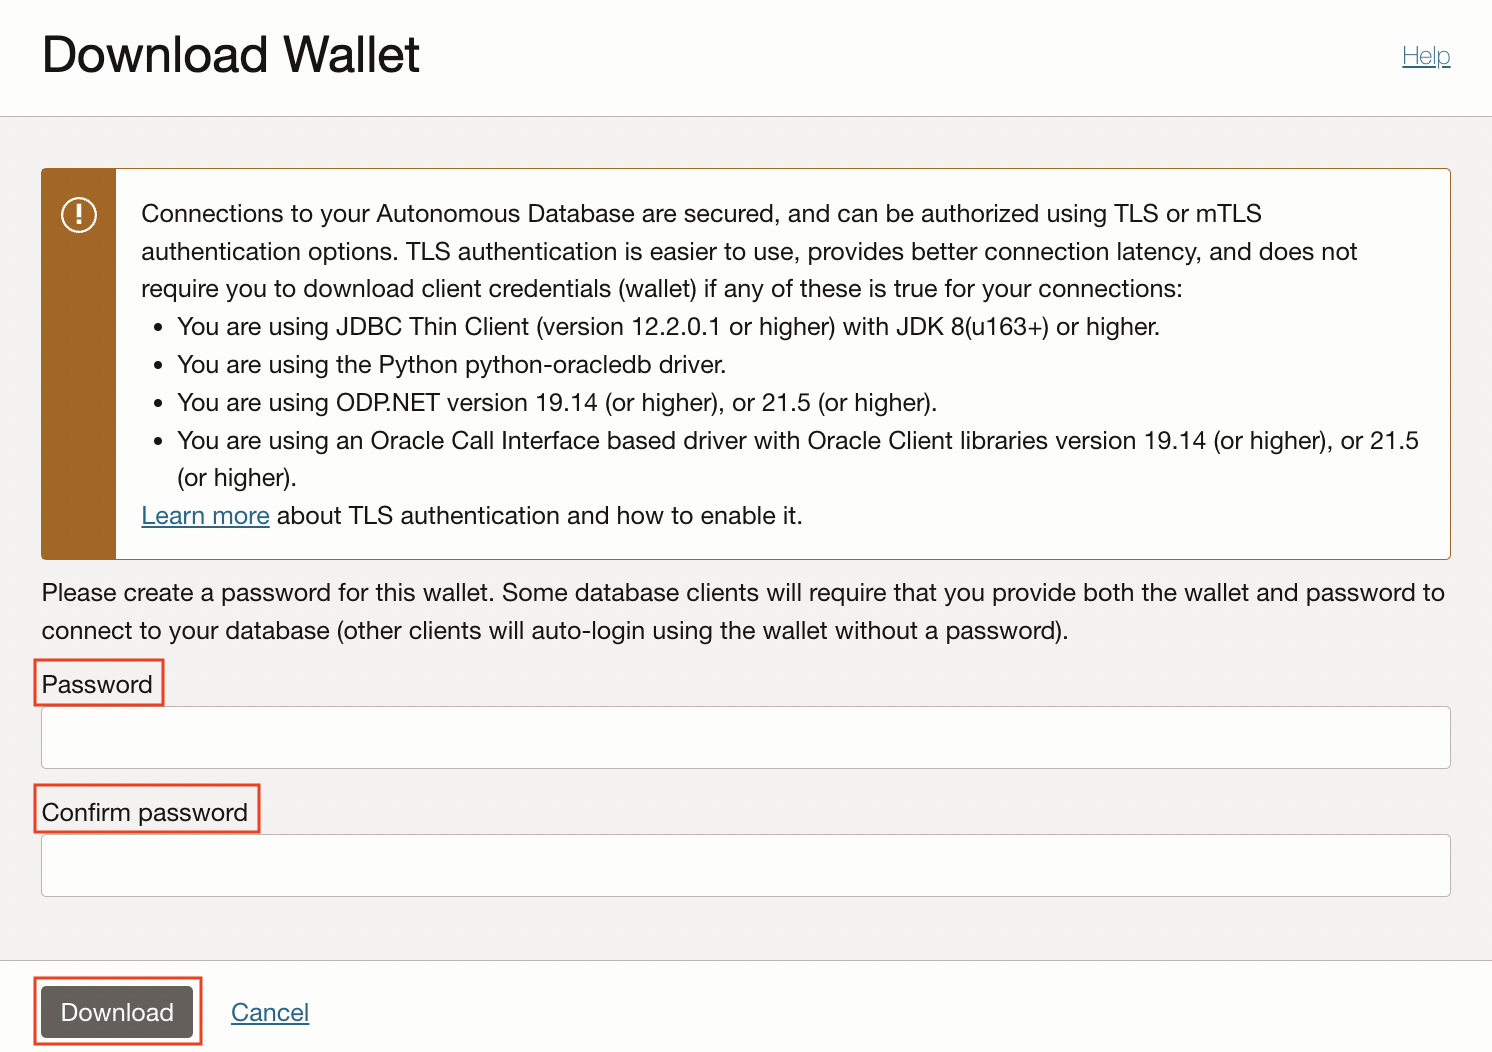 Download Wallet
Help
Connections to your Autonomous Database are secured, and can be authorized using TLS or mTLS
authentication options. TLS authentication is easier to use, provides better connection latency, and does not
require you to download client credentials (wallet) if any of these is true for your connections:
• You are using JDBC Thin Client (version 12.2.0.1 or higher) with JDK 8(u163+) or higher.
• You are using the Python python-oracledb driver.
• You are using ODP.NET version 19.14 (or higher), or 21.5 (or higher).
• You are using an Oracle Call Interface based driver with Oracle Client libraries version 19.14 (or higher), or 21.5
(or higher).
Learn more about TLS authentication and how to enable it.
Please create a password for this wallet. Some database clients will require that you provide both the wallet and password to
connect to your database (other clients will auto-login using the wallet without a password).
Password
Confirm password
Download
Cancel